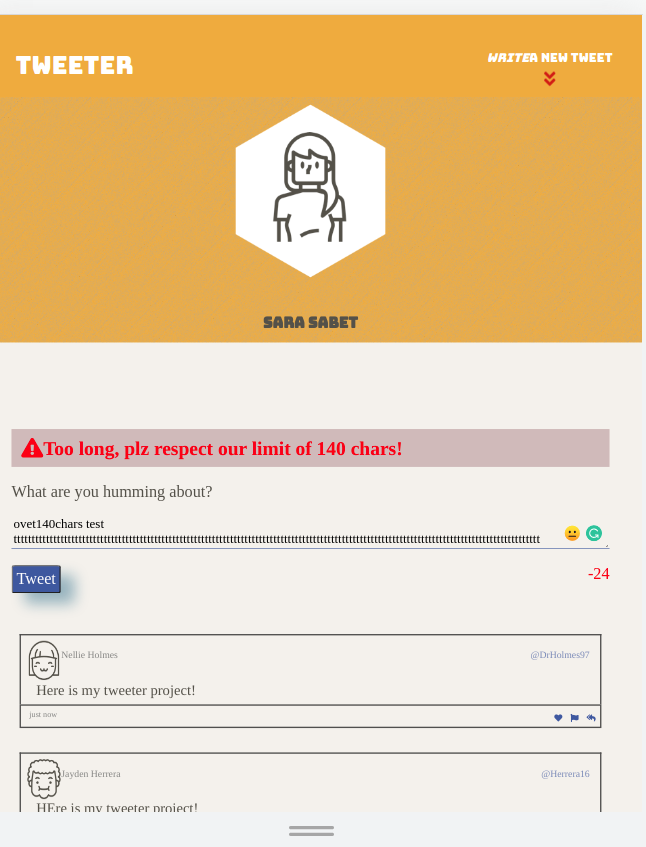 TWEETER
WRITE A NEW TWEET
SARA SABET
Too long, plz respect our limit of 140 chars!
What are you humming about?
ovet140chars test
Tweet
-24
Nellie Holmes
@DrHolmes97
Here is my tweeter project!
just now
Jayden Herrera
@Herrera16
HEre is my tweeter project!